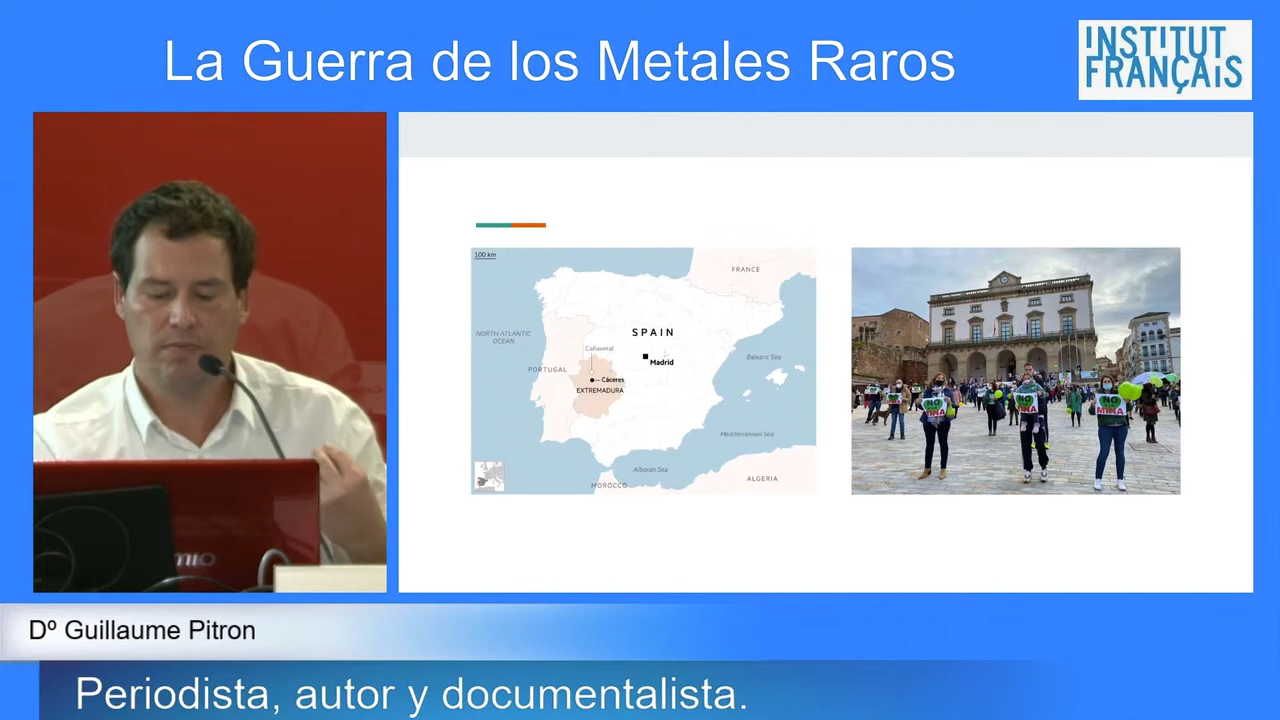 La Guerra de los Metales Raros
INSTITUT
FRANÇAIS
100 km
FRANCE
NORTH ATLANTIC
OCEAN
SPAIN
Cañaveral
Madrid
Balearic Sea
PORTUGAL
Cáceres
EXTREMADURA
Mediterranean Sea
Alboran Sea
MOROCCO
ALGERIA
NO
MINA
NO
NO
MINA
Dº Guillaume Pitron
Periodista, autor y documentalista.